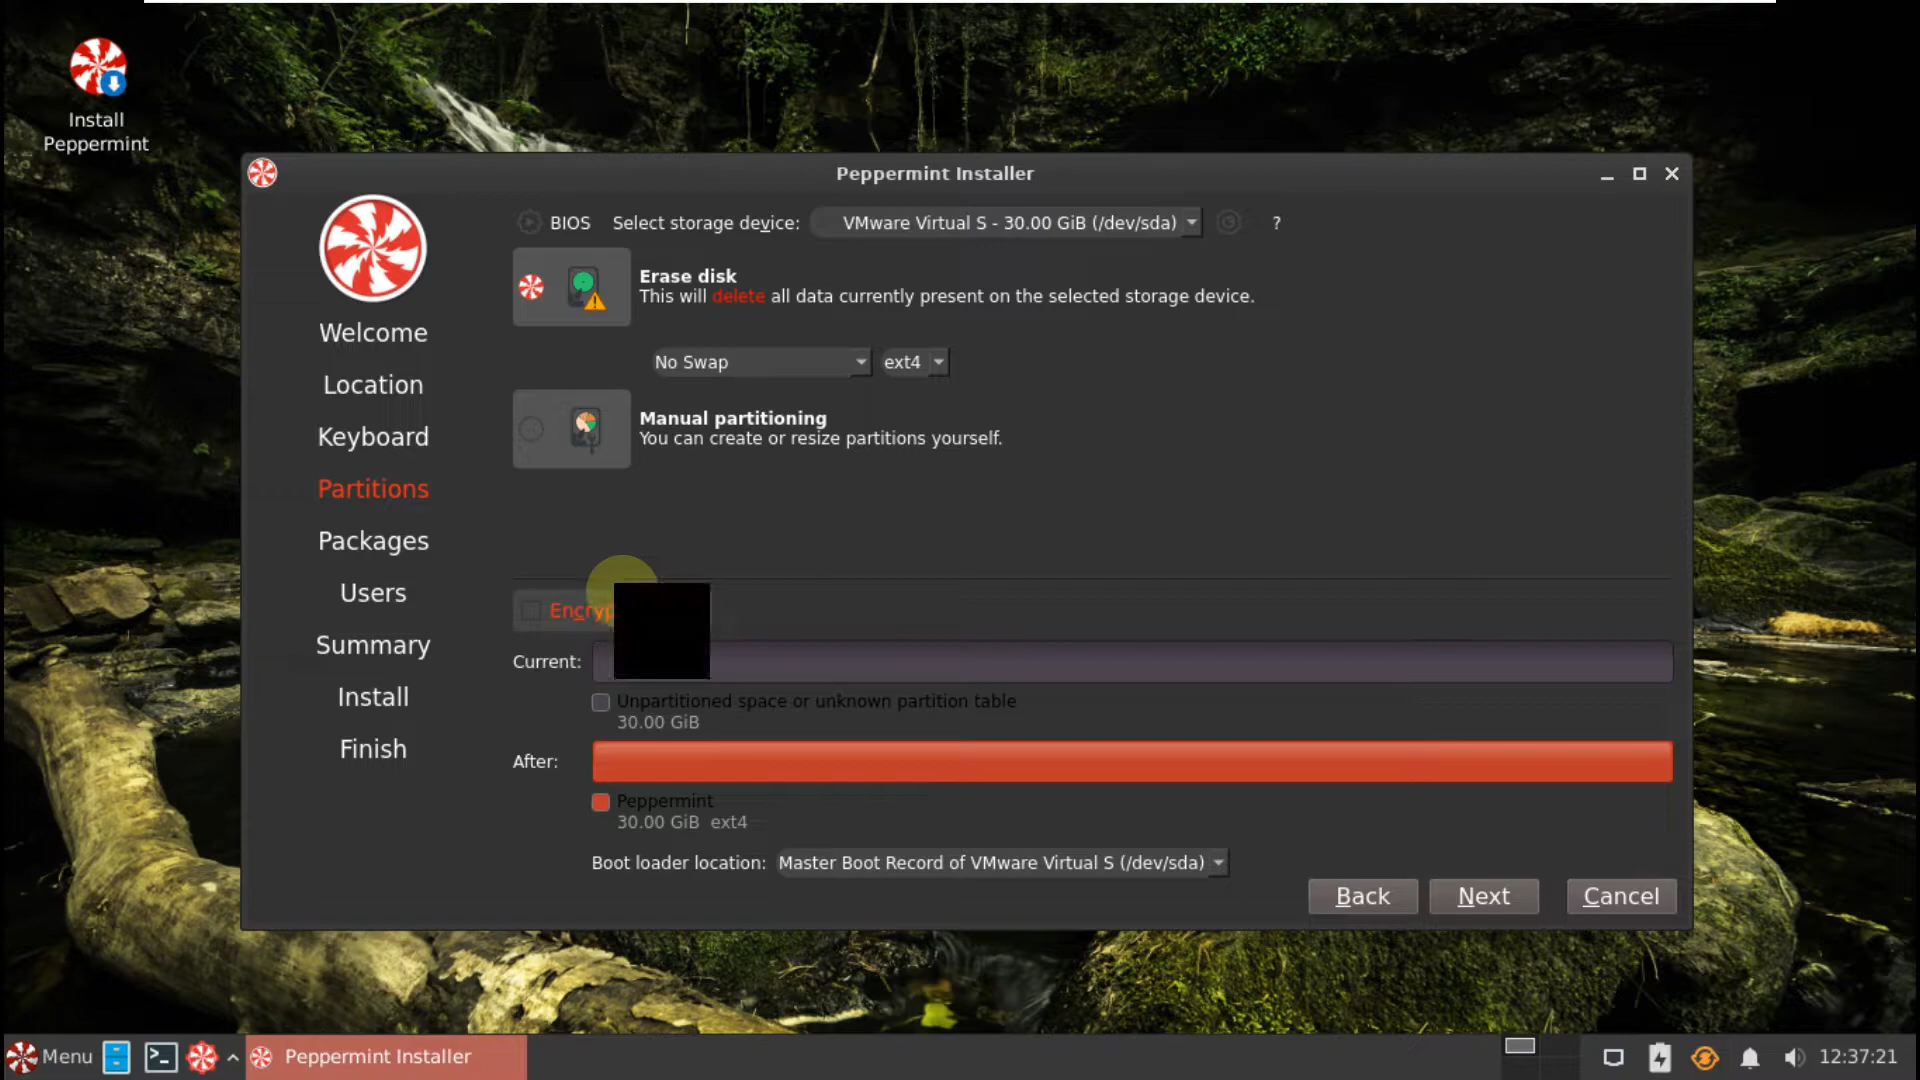 Install
Peppermint
Peppermint Installer
BIOS Select storage device: VMware Virtual S - 30.00 GiB (/dev/sda) ?
Erase disk
This will delete all data currently present on the selected storage device.
No Swap ext4
Manual partitioning
You can create or resize partitions yourself.
Welcome
Location
Keyboard
Partitions
Packages
Users
Summary
Install
Finish
Current:
Unpartitioned space or unknown partition table
30.00 GiB
After:
Peppermint
30.00 GiB ext4
Boot loader location: Master Boot Record of VMware Virtual S (/dev/sda)
Back Next Cancel
Menu Peppermint Installer 12:37:21